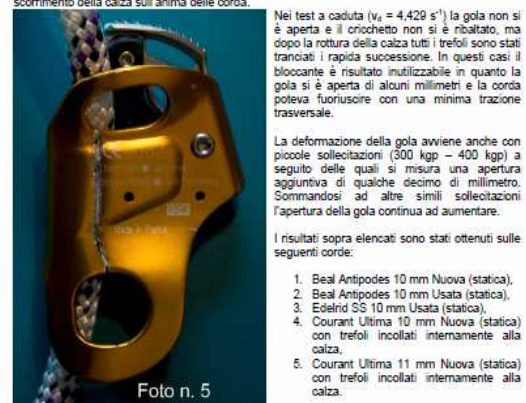 scorrimento della calza sull'anima delle corda.
Nei test a caduta (v₄ = 4,429 s⁻¹) la gola non si
è aperta e il cricchetto non si è ribaltato, ma
dopo la rottura della calza tutti i trefoli sono stati
tranciati i rapida successione. In questi casi il
bloccante è risultato inutilizzabile in quanto la
gola si è aperta di alcuni millimetri e la corda
poteva fuoriuscire con una minima trazione
trasversale.
La deformazione della gola avviene anche con
piccole sollecitazioni (300 kgp – 400 kgp) a
seguito delle quali si misura una apertura
aggiuntiva di qualche decimo di millimetro.
Sommandosi ad altre simili sollecitazioni
l'apertura della gola continua ad aumentare.
I risultati sopra elencati sono stati ottenuti sulle
seguenti corde:
1. Beal Antipodes 10 mm Nuova (statica),
2. Beal Antipodes 10 mm Usata (statica),
3. Edelrid SS 10 mm Usata (statica),
4. Courant Ultima 10 mm Nuova (statica)
con trefoli incollati internamente alla
calza,
5. Courant Ultima 11 mm Nuova (statica)
con trefoli incollati internamente alla
calza.
Foto n. 5